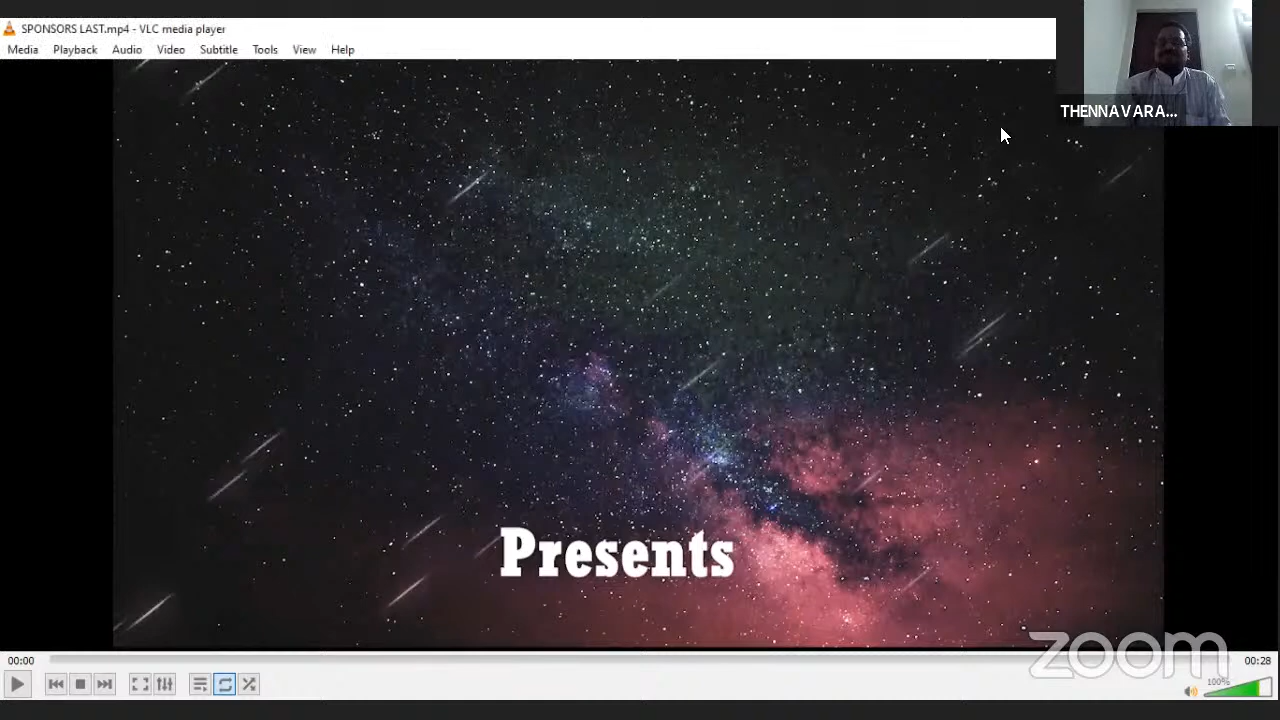 SPONSORS LAST.mp4 - VLC media player
Media Playback Audio Video Subtitle Tools View Help
THENNAVARA...
Presents
zoom
00:00
00:28
100%